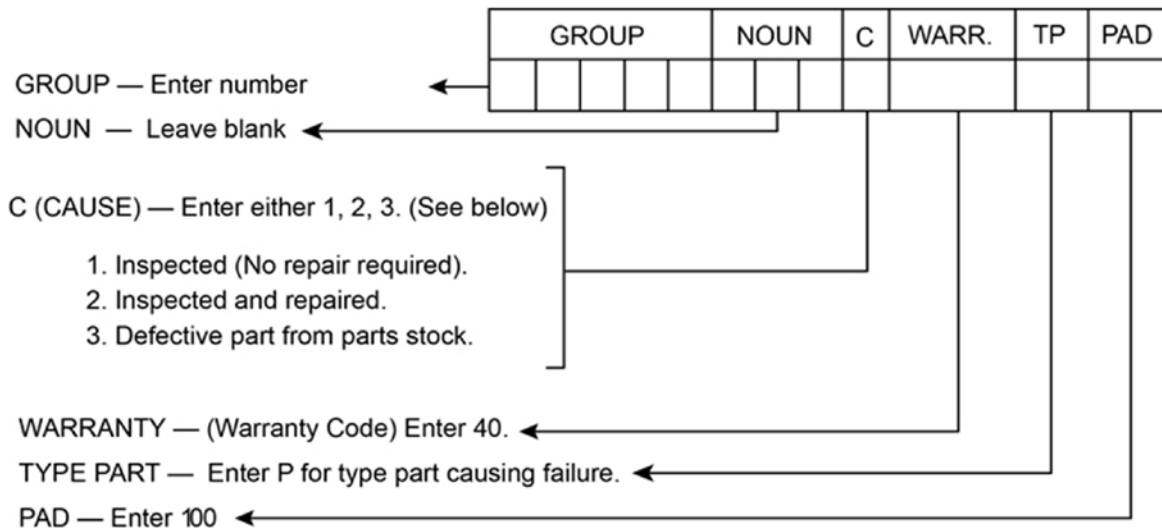 GROUP NOUN C WARR. TP PAD
GROUP — Enter number
NOUN — Leave blank
C (CAUSE) — Enter either 1, 2, 3. (See below)
1. Inspected (No repair required).
2. Inspected and repaired.
3. Defective part from parts stock.
WARRANTY — (Warranty Code) Enter 40.
TYPE PART — Enter P for type part causing failure.
PAD — Enter 100